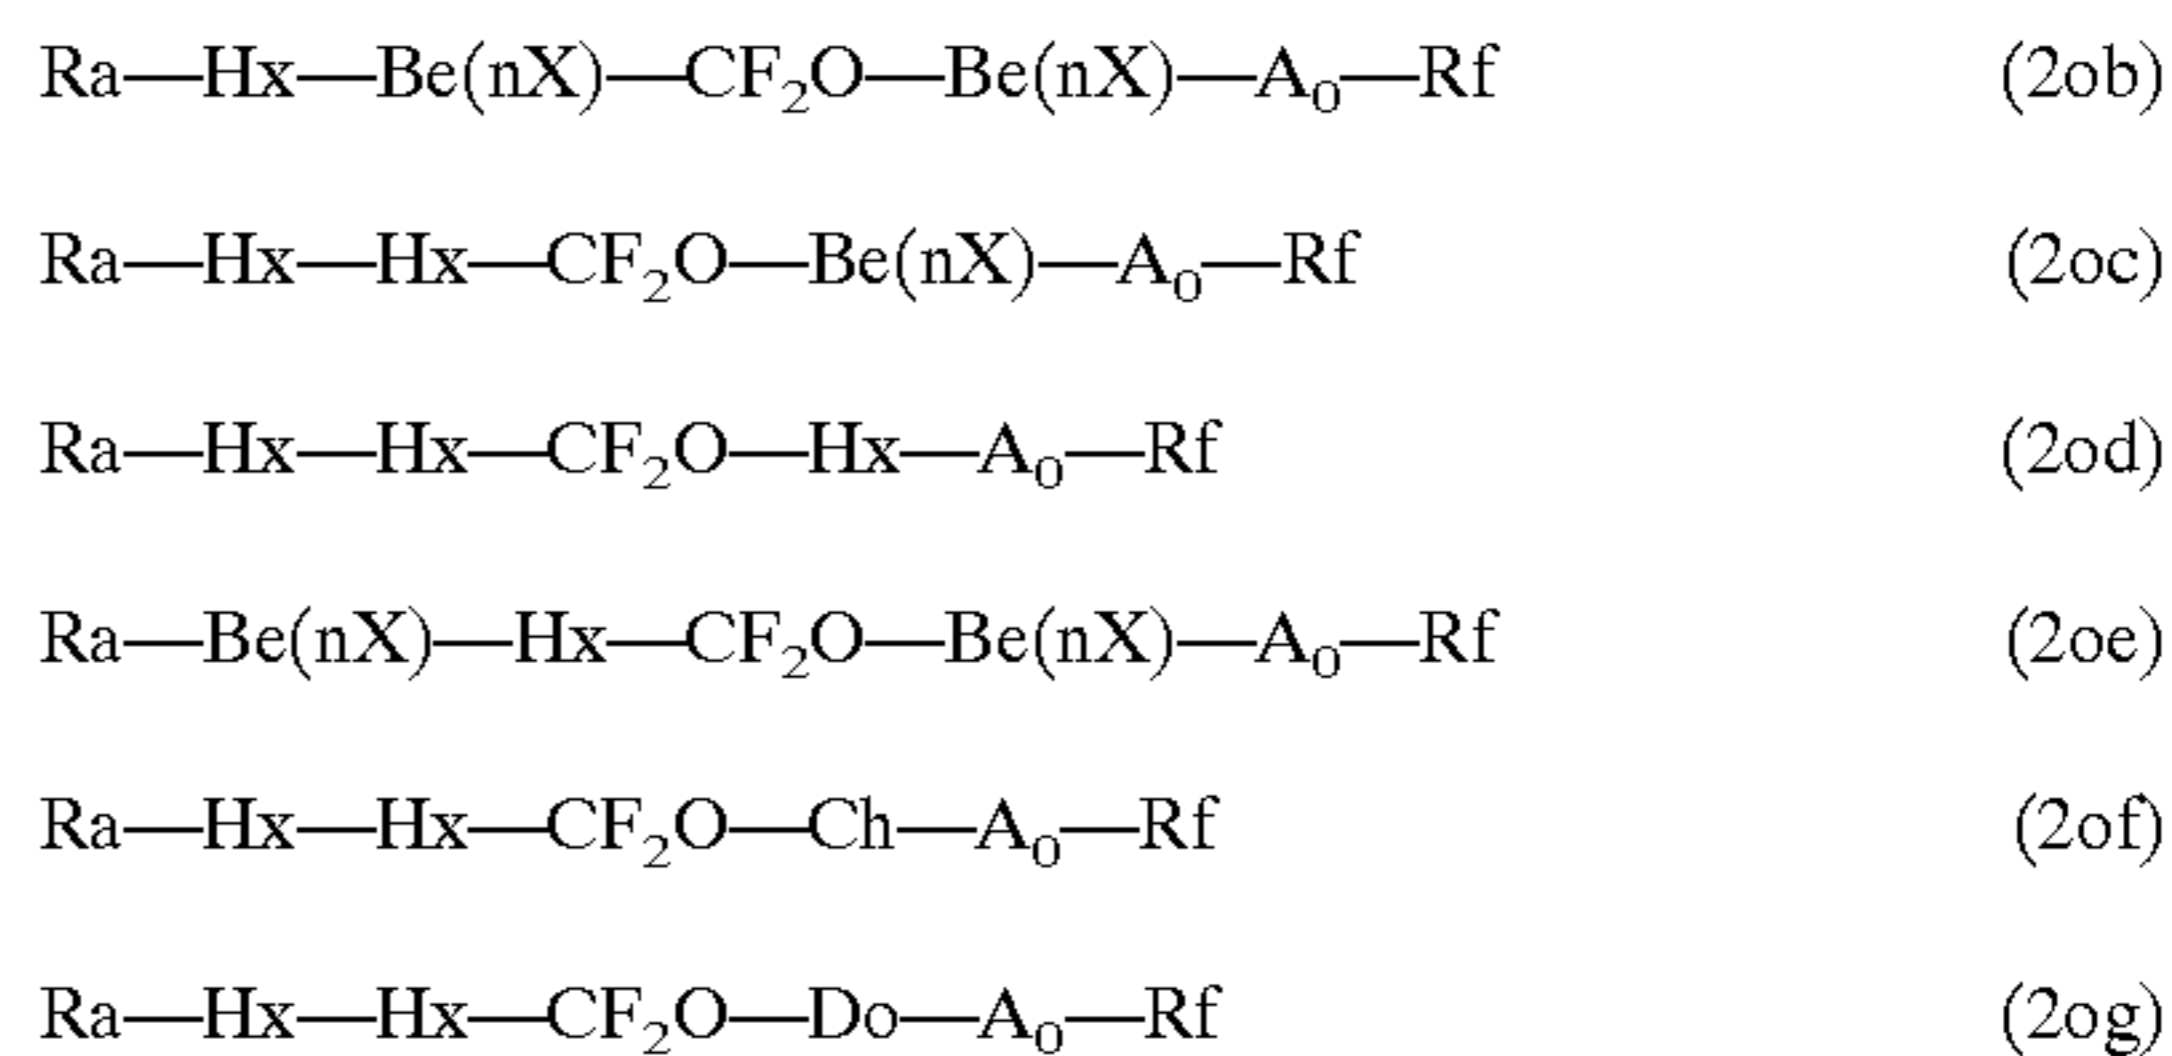 Ra—Hx—Be(nX)—CF₂O—Be(nX)—A₀—Rf (2ob)
Ra—Hx—Hx—CF₂O—Be(nX)—A₀—Rf (2oc)
Ra—Hx—Hx—CF₂O—Hx—A₀—Rf (2od)
Ra—Be(nX)—Hx—CF₂O—Be(nX)—A₀—Rf (2oe)
Ra—Hx—Hx—CF₂O—Ch—A₀—Rf (2of)
Ra—Hx—Hx—CF₂O—Do—A₀—Rf (2og)